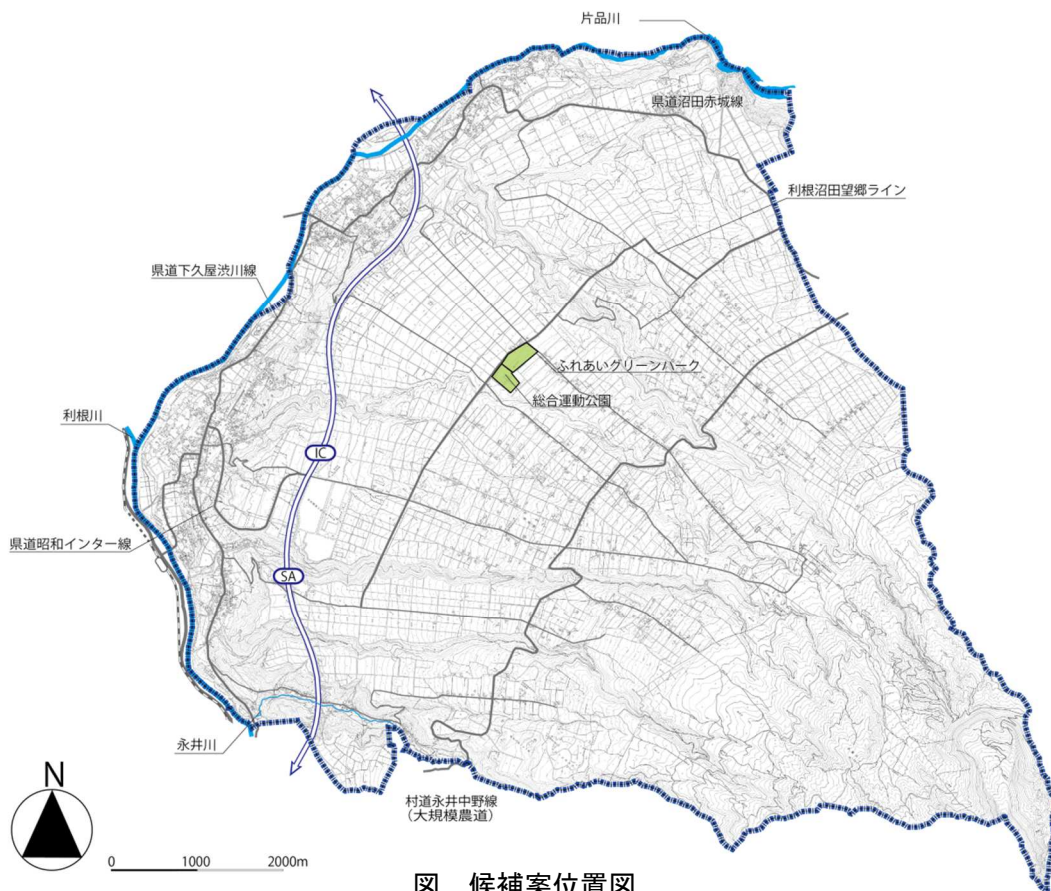 片品川
県道沼田赤城線
利根沼田望郷ライン
県道下久屋渋川線
ふれあいグリーンパーク
総合運動公園
利根川
IC
県道昭和インター線
SA
永井川
村道永井中野線
(大規模農道)
N
0 1000 2000m
図 候補案位置図